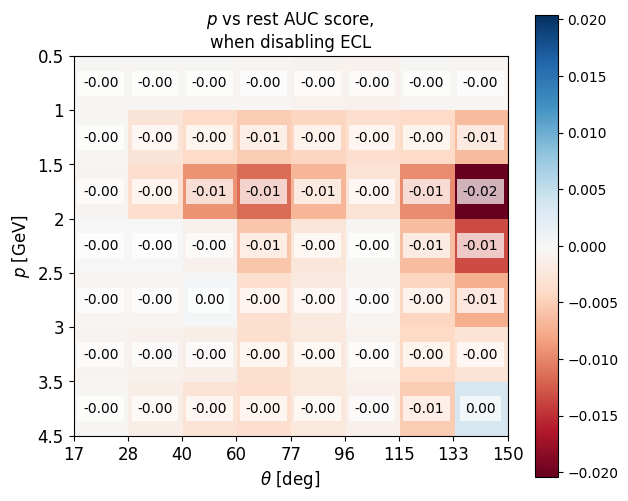 p vs rest AUC score,
when disabling ECL
0.5
-0.00 -0.00 -0.00 -0.00 -0.00 -0.00 -0.00 -0.00
1
-0.00 -0.00 -0.00 -0.01 -0.00 -0.00 -0.00 -0.01
1.5
-0.00 -0.00 -0.01 -0.01 -0.01 -0.00 -0.01 -0.02
2
-0.00 -0.00 -0.00 -0.01 -0.00 -0.00 -0.01 -0.01
2.5
-0.00 -0.00 0.00 -0.00 -0.00 -0.00 -0.00 -0.01
3
-0.00 -0.00 -0.00 -0.00 -0.00 -0.00 -0.00 -0.00
3.5
-0.00 -0.00 -0.00 -0.00 -0.00 -0.00 -0.01 0.00
4.5
p [GeV]
17 28 40 60 77 96 115 133 150
θ [deg]
0.020
0.015
0.010
0.005
0.000
−0.005
−0.010
−0.015
−0.020